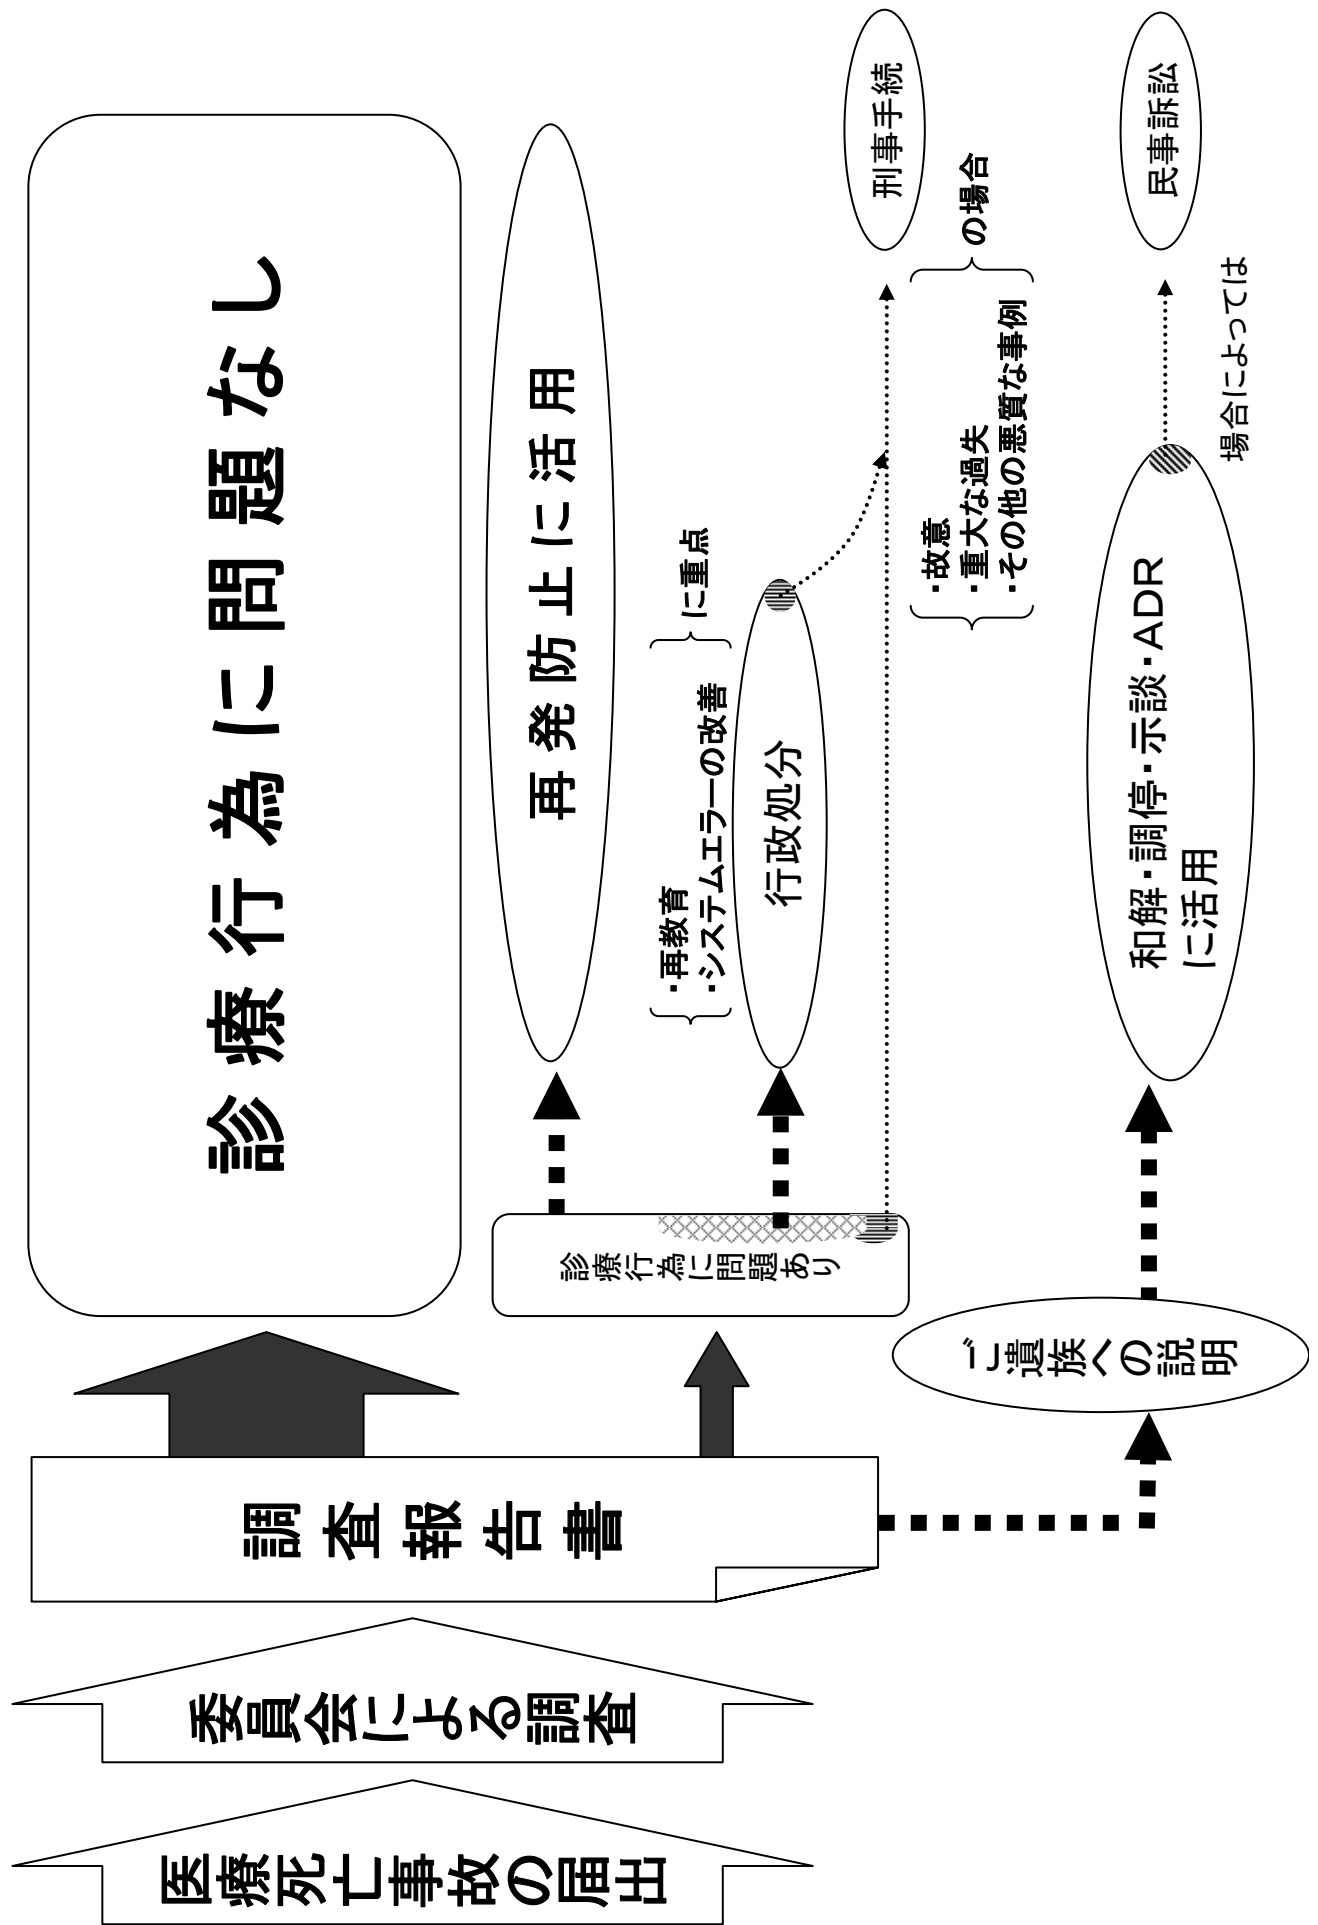 医療死亡事故の届出
委員会による調査
調査報告書
診療行為に問題なし
診療行為に問題あり
再発防止に活用
・再教育
・システムエラーの改善
に重点
行政処分
刑事手続
・故意
・重大な過失
・その他の悪質な事例
の場合
ご遺族への説明
和解・調停・示談・ADR
に活用
場合によっては
民事訴訟